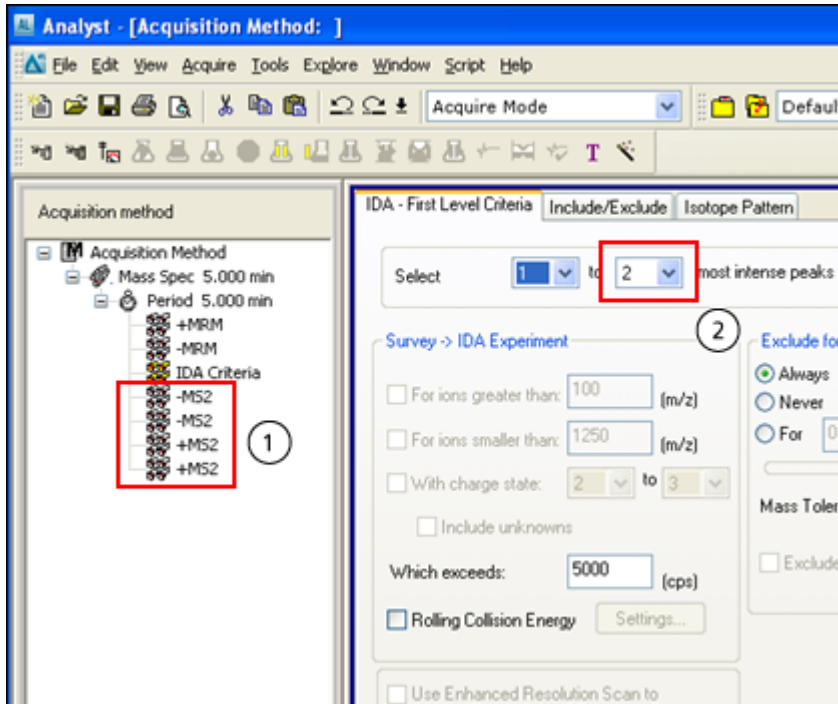 Analyst - [Acquisition Method: ]
File Edit View Acquire Tools Explore Window Script Help
Acquire Mode
Defaul
T
Acquisition method
Acquisition Method
Mass Spec 5.000 min
Period 5.000 min
+MRM
-MRM
IDA Criteria
-MS2
-MS2
+MS2
+MS2
1
IDA - First Level Criteria Include/Exclude Isotope Pattern
Select 1 to 2 most intense peaks
2
Survey -> IDA Experiment
For ions greater than: 100 (m/z)
For ions smaller than: 1250 (m/z)
With charge state: 2 to 3
Include unknowns
Which exceeds: 5000 (cps)
Rolling Collision Energy Settings...
Use Enhanced Resolution Scan to
Exclude for
Always
Never
For 0
Mass Toler
Exclude